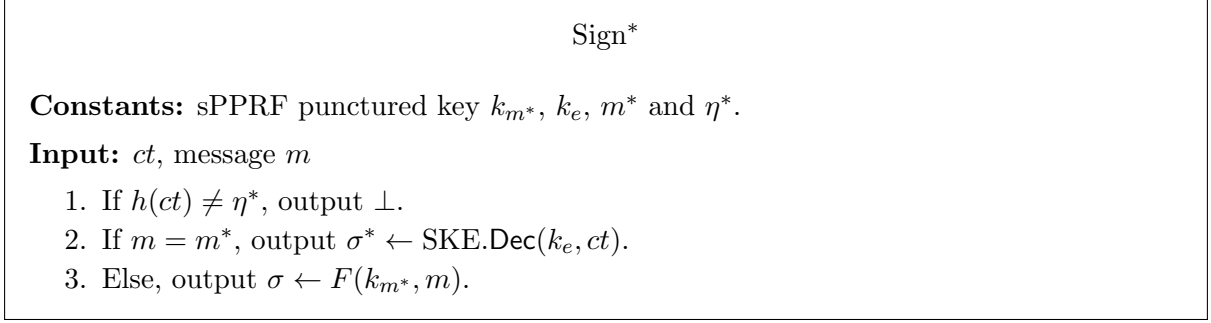 Sign*
Constants: sPPRF punctured key k_{m*}, k_e, m* and η*.
Input: ct, message m
1. If h(ct) ≠ η*, output ⊥.
2. If m = m*, output σ* ← SKE.Dec(k_e, ct).
3. Else, output σ ← F(k_{m*}, m).